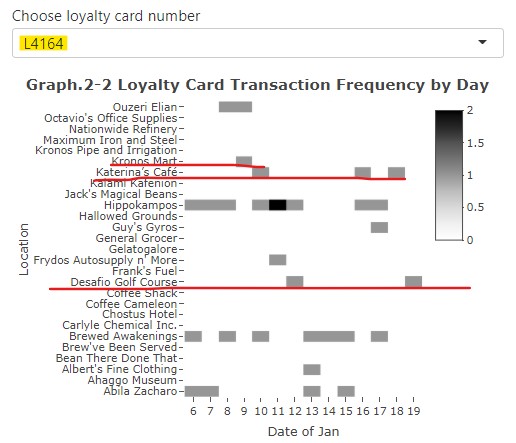 Choose loyalty card number
L4164
Graph.2-2 Loyalty Card Transaction Frequency by Day
Ouzeri Elian
Octavio's Office Supplies
Nationwide Refinery
Maximum Iron and Steel
Kronos Pipe and Irrigation
Kronos Mart
Katerina's Café
Kalami Kafenion
Jack's Magical Beans
Hippokampos
Hallowed Grounds
Guy's Gyros
General Grocer
Gelatogalore
Frydos Autosupply n' More
Frank's Fuel
Desafio Golf Course
Coffee Shack
Coffee Cameleon
Chostus Hotel
Carlyle Chemical Inc.
Brewed Awakenings
Brew've Been Served
Bean There Done That
Albert's Fine Clothing
Ahaggo Museum
Abila Zacharo
Location
6 7 8 9 10 11 12 13 14 15 16 17 18 19
Date of Jan
2
1.5
1
0.5
0